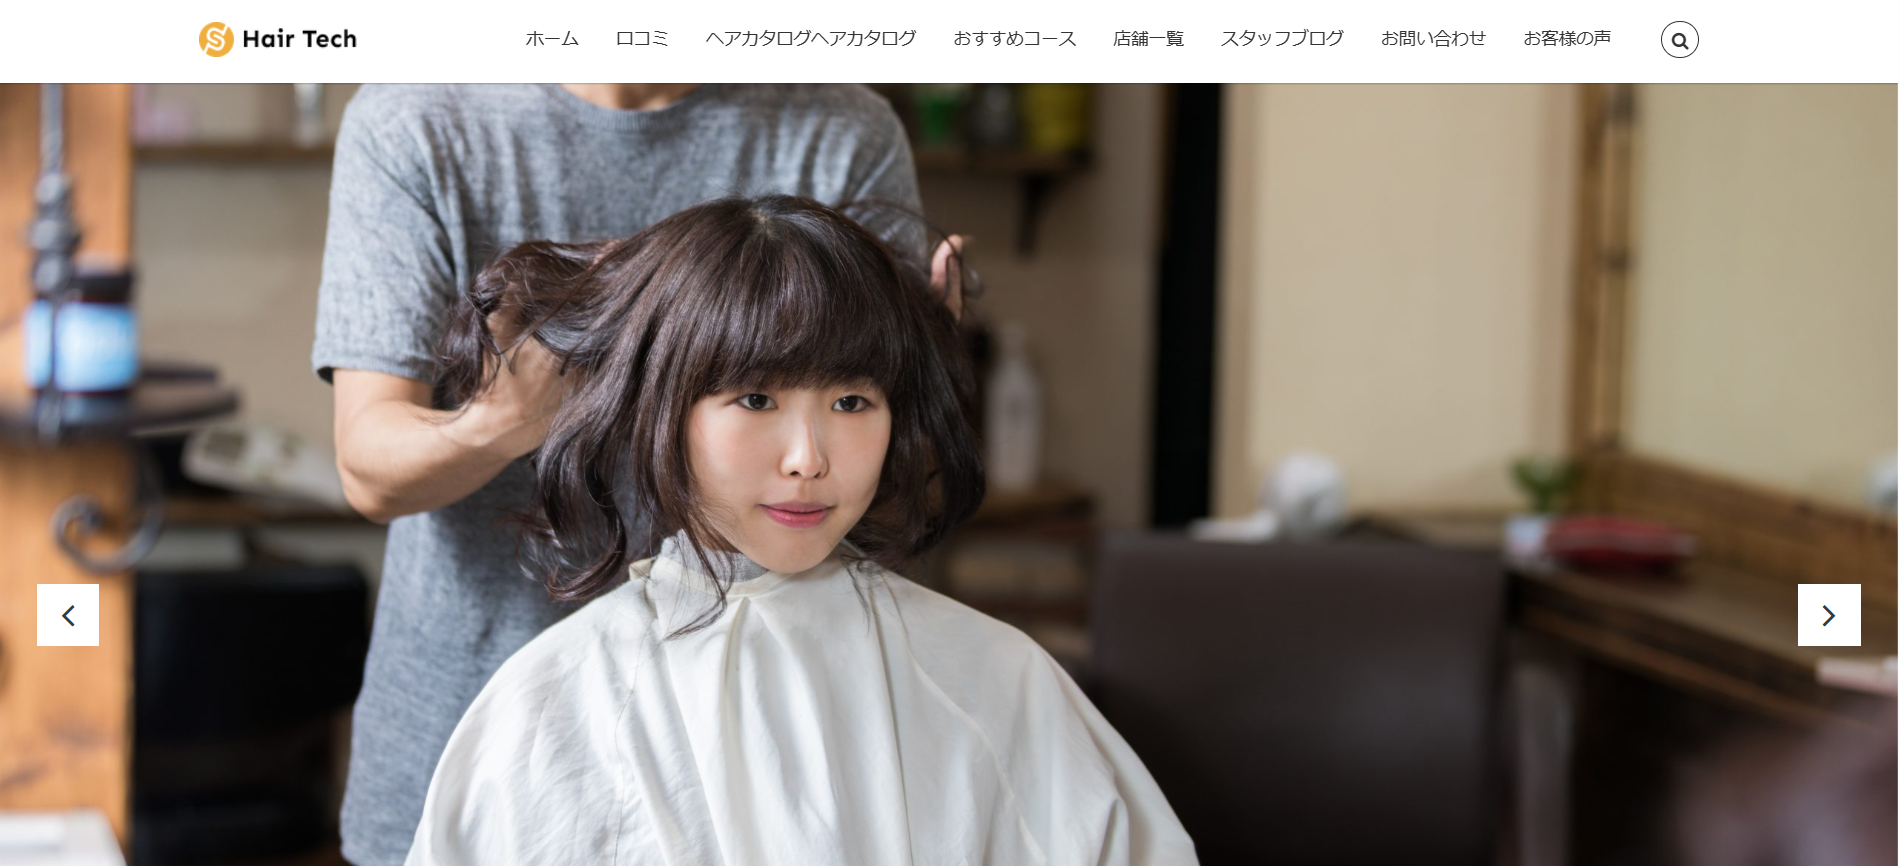 Hair Tech
ホーム
口コミ
ヘアカタログヘアカタログ
おすすめコース
店舗一覧
スタッフブログ
お問い合わせ
お客様の声